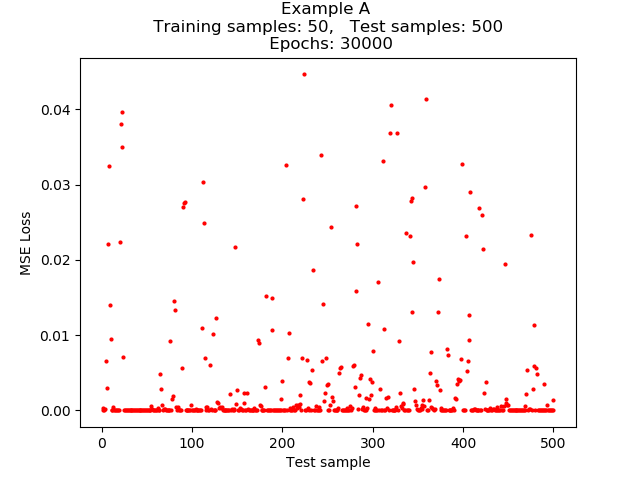 Example A
Training samples: 50, Test samples: 500
Epochs: 30000
0.04
0.03
0.02
0.01
0.00
MSE Loss
0 100 200 300 400 500
Test sample